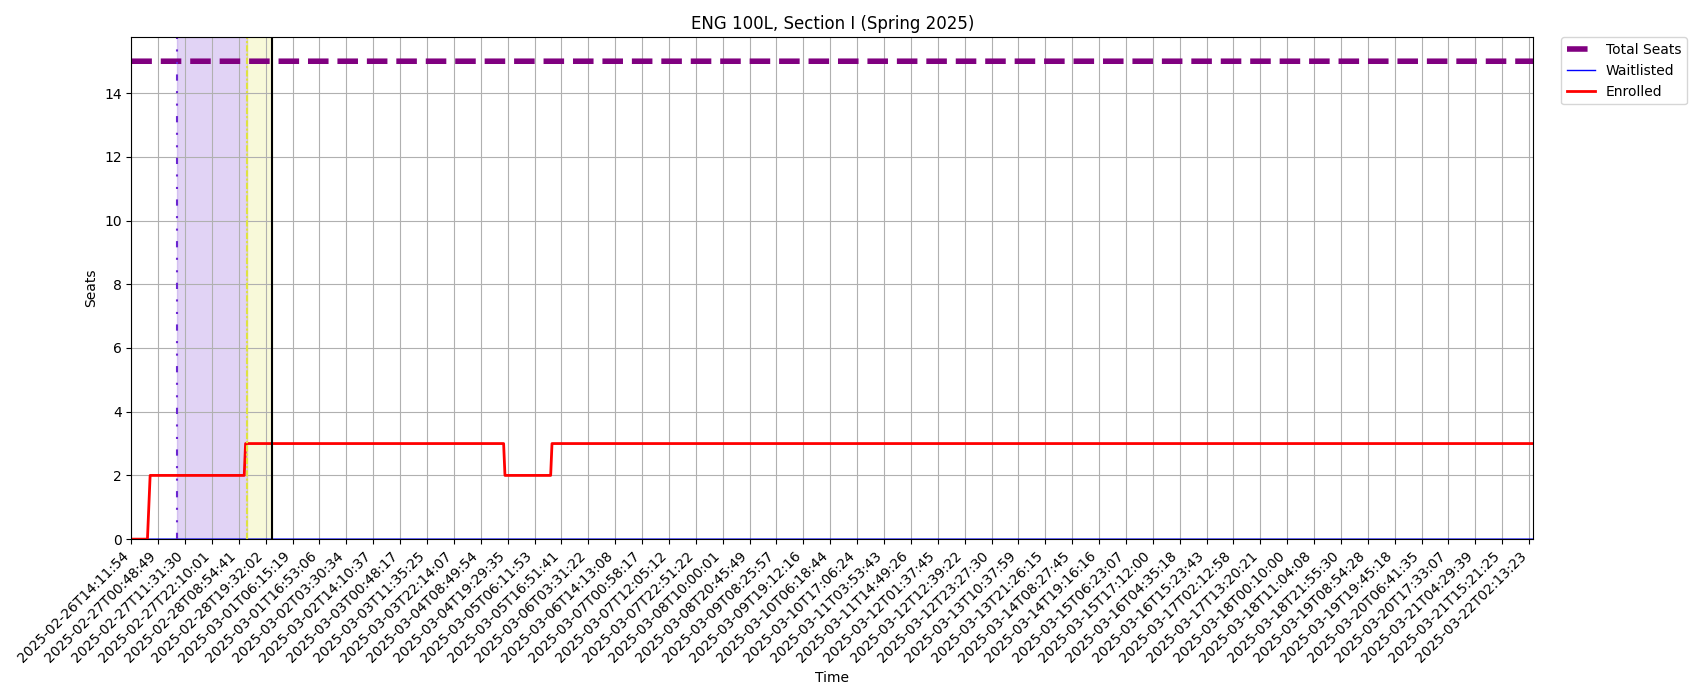 ENG 100L, Section I (Spring 2025)
Total Seats
Waitlisted
Enrolled
Seats
14
12
10
8
6
4
2
0
2025-02-26T14:11:54
2025-02-27T00:48:49
2025-02-27T11:31:30
2025-02-27T22:10:01
2025-02-28T08:54:41
2025-02-28T19:32:02
2025-03-01T06:15:19
2025-03-01T16:53:06
2025-03-02T03:30:34
2025-03-02T14:10:37
2025-03-03T00:48:17
2025-03-03T11:35:25
2025-03-03T22:14:07
2025-03-04T08:49:54
2025-03-04T19:29:35
2025-03-05T06:11:53
2025-03-05T16:51:41
2025-03-06T03:31:22
2025-03-06T14:13:08
2025-03-07T00:58:17
2025-03-07T12:05:12
2025-03-07T22:51:22
2025-03-08T10:00:01
2025-03-08T20:45:49
2025-03-09T08:25:57
2025-03-09T19:12:16
2025-03-10T06:18:44
2025-03-10T17:06:24
2025-03-11T03:53:43
2025-03-11T14:49:26
2025-03-12T01:37:45
2025-03-12T12:39:22
2025-03-12T23:27:30
2025-03-13T10:37:59
2025-03-13T21:26:15
2025-03-14T08:27:45
2025-03-14T19:16:16
2025-03-15T06:23:07
2025-03-15T17:12:00
2025-03-16T04:35:18
2025-03-16T15:23:43
2025-03-17T02:12:58
2025-03-17T13:20:21
2025-03-18T00:10:00
2025-03-18T11:04:08
2025-03-18T21:55:30
2025-03-19T08:54:28
2025-03-19T19:45:18
2025-03-20T06:41:35
2025-03-20T17:33:07
2025-03-21T04:29:39
2025-03-21T15:21:25
2025-03-22T02:13:23
Time